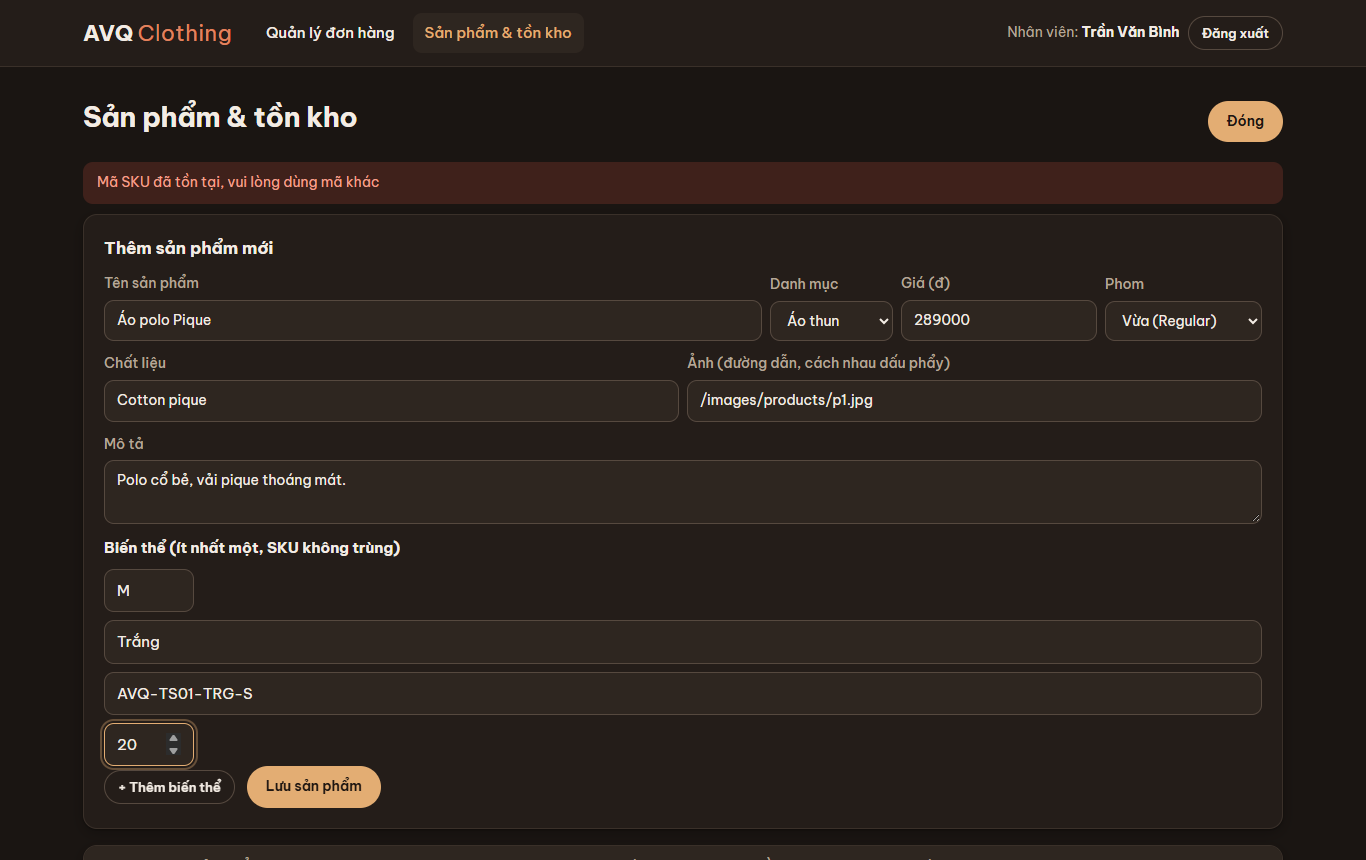 AVQ Clothing Quản lý đơn hàng Sản phẩm & tồn kho Nhân viên: Trần Văn Bình Đăng xuất
Sản phẩm & tồn kho Đóng
Mã SKU đã tồn tại, vui lòng dùng mã khác
Thêm sản phẩm mới
Tên sản phẩm Danh mục Giá (đ) Phom
Áo polo Pique Áo thun 289000 Vừa (Regular)
Chất liệu Ảnh (đường dẫn, cách nhau dấu phẩy)
Cotton pique /images/products/p1.jpg
Mô tả
Polo cổ bẻ, vải pique thoáng mát.
Biến thể (ít nhất một, SKU không trùng)
M
Trắng
AVQ-TS01-TRG-S
20
+ Thêm biến thể Lưu sản phẩm